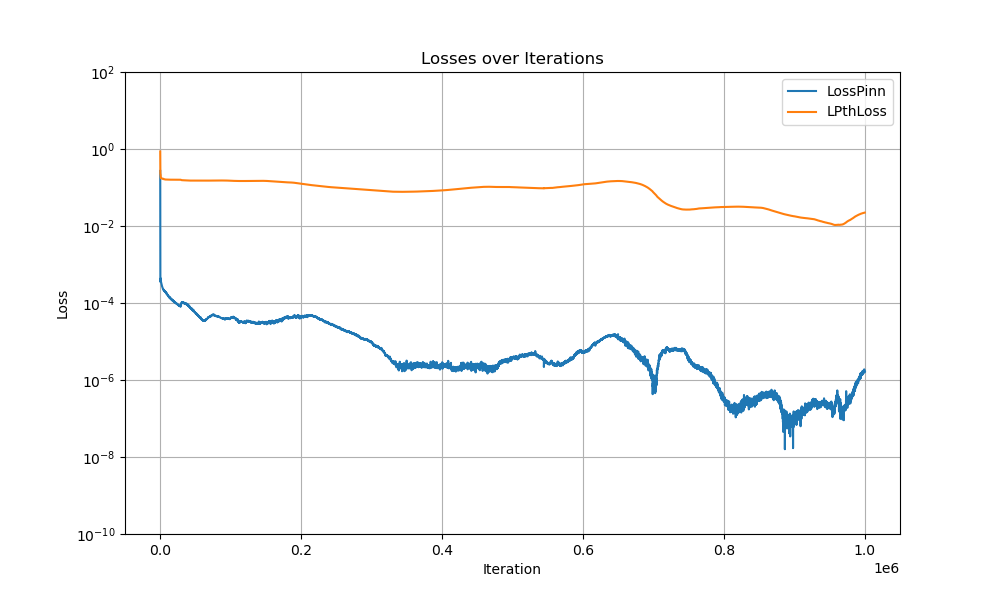 Losses over Iterations
LossPinn
LPthLoss
Loss
10²
10⁰
10⁻²
10⁻⁴
10⁻⁶
10⁻⁸
10⁻¹⁰
0.0 0.2 0.4 0.6 0.8 1.0
1e6
Iteration